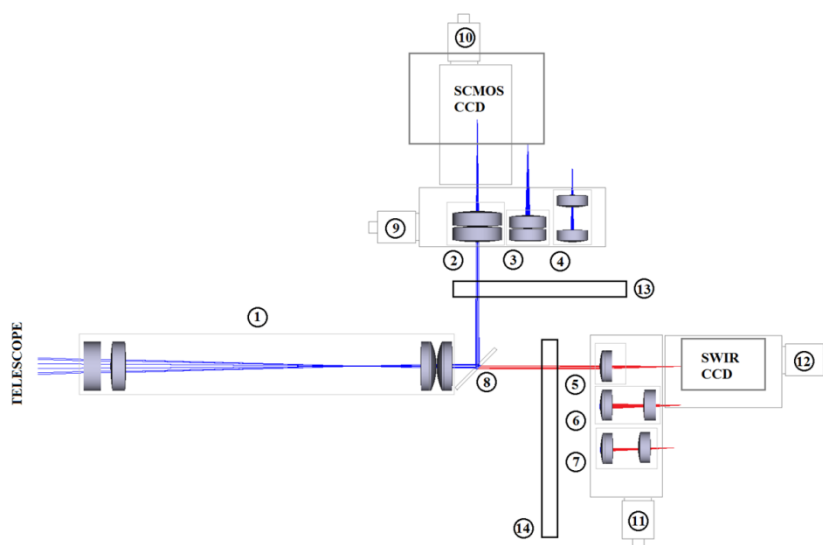 ⑩
SCMOS
CCD
⑨
②
③
④
⑬
①
TELESCOPE
⑧
⑤
SWIR
CCD
⑫
⑥
⑦
⑭
⑪